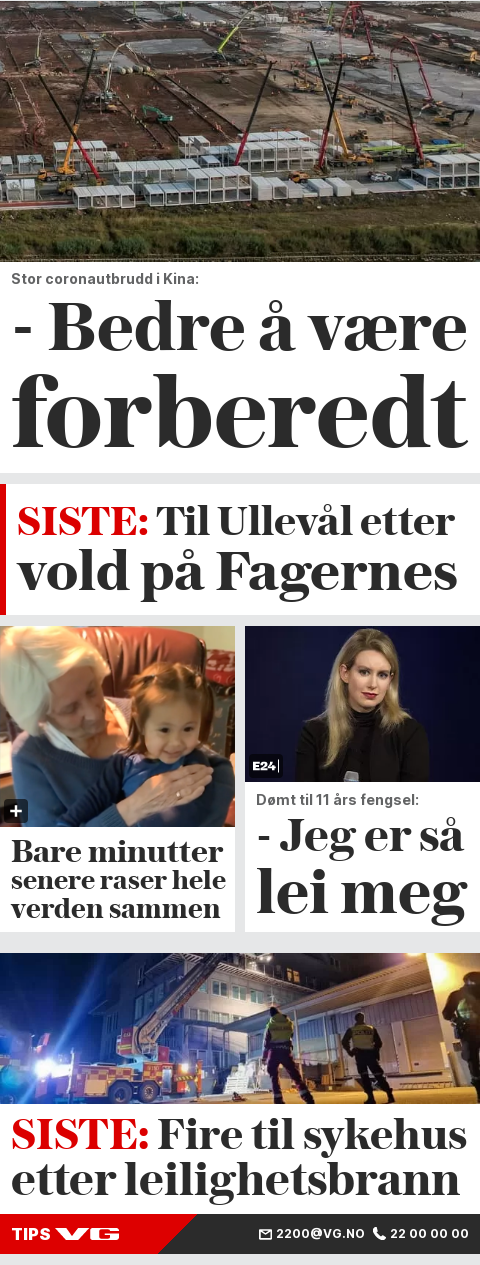 Stor coronautbrudd i Kina:
- Bedre å være
forberedt
SISTE: Til Ullevål etter
vold på Fagernes
+
Bare minutter
senere raser hele
verden sammen
E24
Dømt til 11 års fengsel:
- Jeg er så
lei meg
SISTE: Fire til sykehus
etter leilighetsbrann
TIPS VG 2200@VG.NO 22 00 00 00